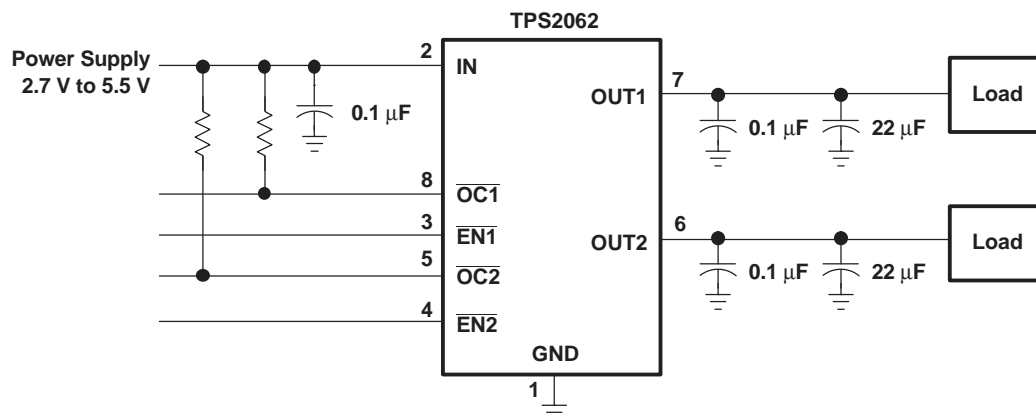 TPS2062
Power Supply
2.7 V to 5.5 V
2
IN
0.1 μF
7
OUT1
0.1 μF
22 μF
Load
8
OC1
3
EN1
5
OC2
4
EN2
6
OUT2
0.1 μF
22 μF
Load
GND
1